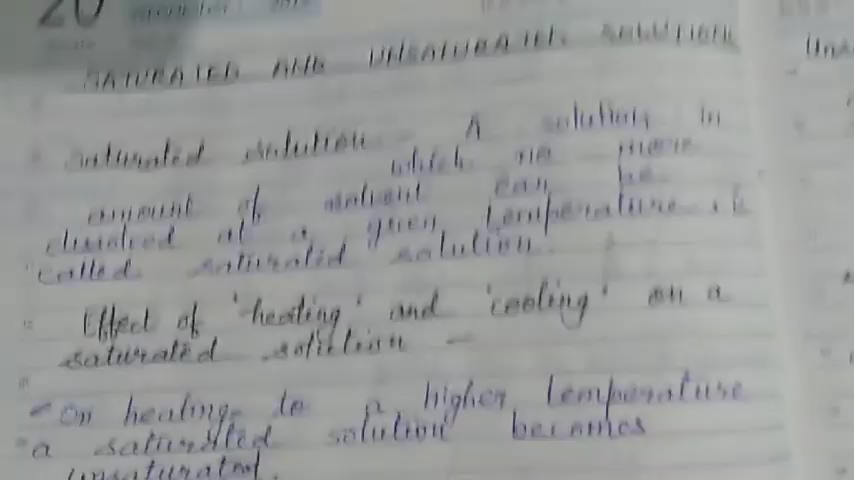 20
SATURATED AND UNSATURATED SOLUTION
saturated solution - A solution in
which no more
amount of solvent can be
dissolved at a given temperature is
called saturated solution.
Effect of 'heating' and 'cooling' on a
saturated solution -
On heating to a higher temperature
a saturated solution becomes
unsaturated.